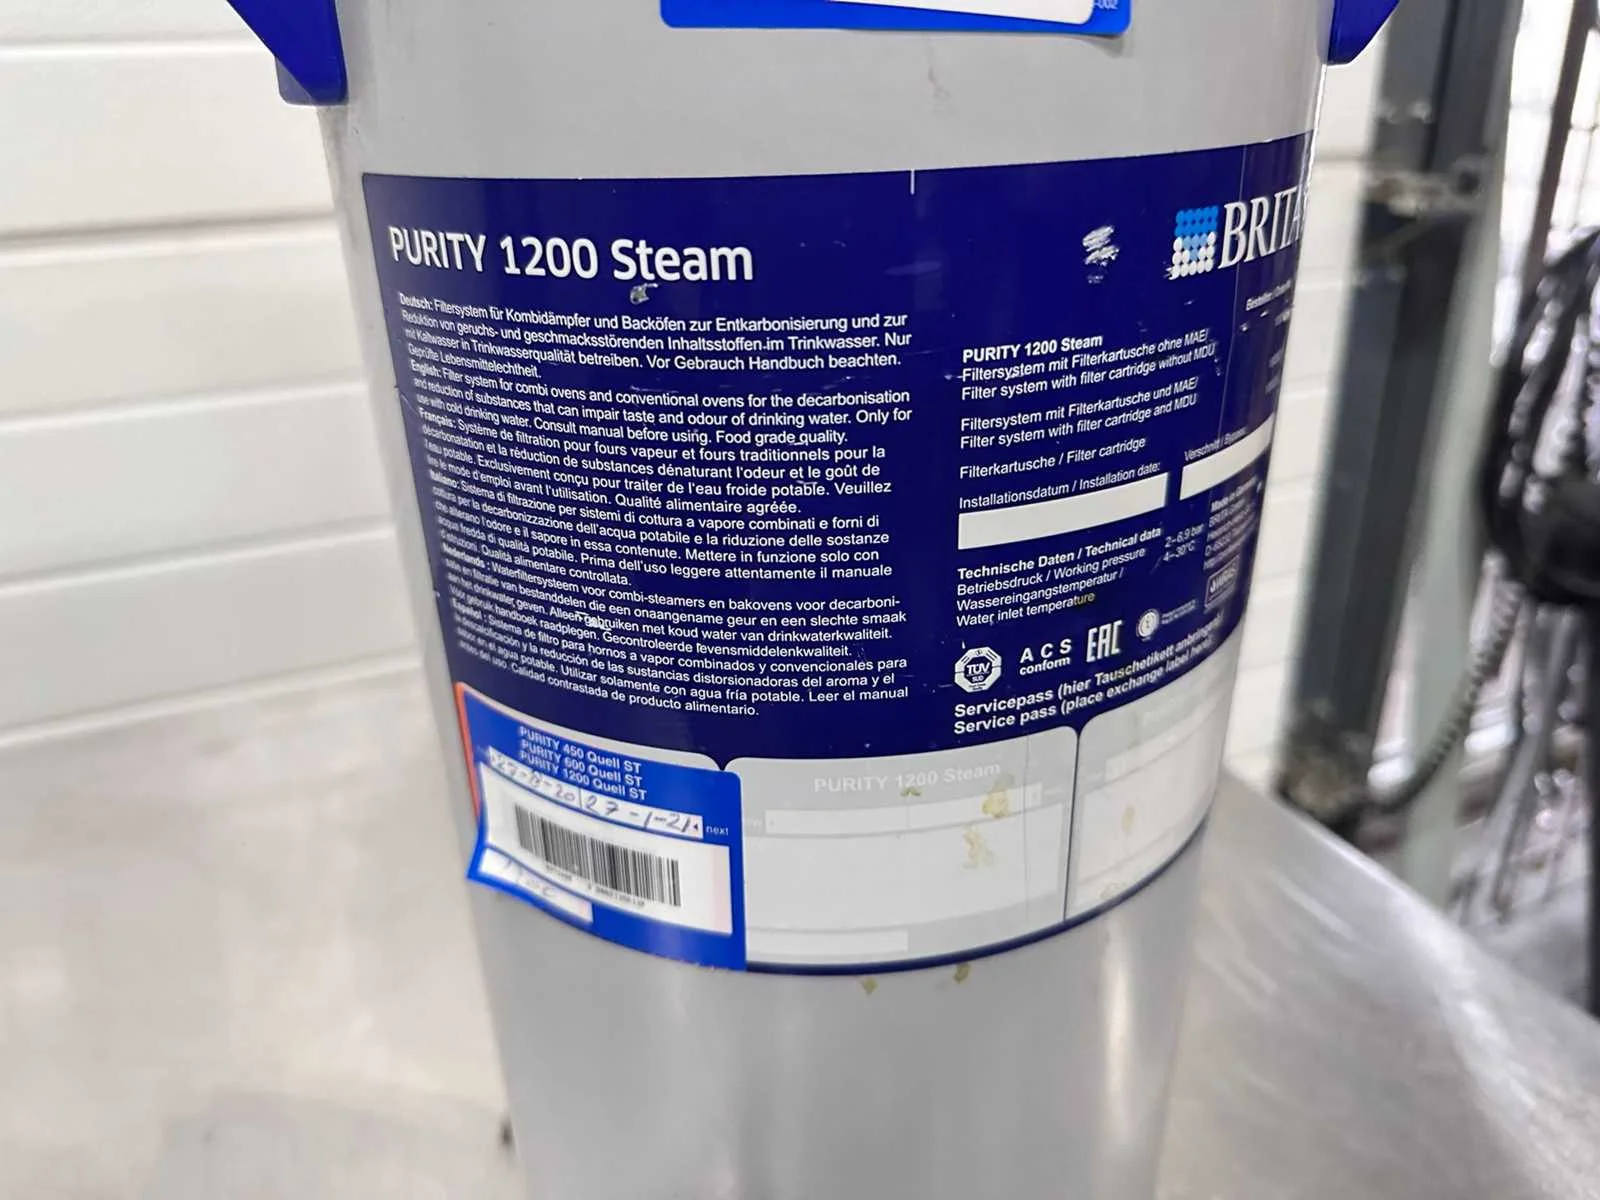 -002
PURITY 1200 Steam
Deutsch: Filtersystem für Kombidämpfer und Backöfen zur Entkarbonisierung und zur
Reduktion von geruchs- und geschmacksstörenden Inhaltsstoffen im Trinkwasser. Nur
mit Kaltwasser in Trinkwasserqualität betreiben. Vor Gebrauch Handbuch beachten.
Geprüfte Lebensmittelechtheit.
English: Filter system for combi ovens and conventional ovens for the decarbonisation
and reduction of substances that can impair taste and odour of drinking water. Only for
use with cold drinking water. Consult manual before using. Food grade quality.
Français: Système de filtration pour fours vapeur et fours traditionnels pour la
décarbonatation et la réduction de substances dénaturant l'odeur et le goût de
l'eau potable. Exclusivement conçu pour traiter de l'eau froide potable. Veuillez
lire le mode d'emploi avant l'utilisation. Qualité alimentaire agréée.
Italiano: Sistema di filtrazione per sistemi di cottura a vapore combinati e forni di
cottura per la decarbonizzazione dell'acqua potabile e la riduzione delle sostanze
che alterano l'odore e il sapore in essa contenute. Mettere in funzione solo con
acqua fredda di qualità potabile. Prima dell'uso leggere attentamente il manuale
d'istruzioni. Qualità alimentare controllata.
Nederlands: Waterfiltersysteem voor combi-steamers en bakovens voor decarboni-
satie en filtratie van bestanddelen die een onaangename geur en een slechte smaak
aan het drinkwater geven. Alleen gebruiken met koud water van drinkwaterkwaliteit.
Vóór gebruik handboek raadplegen. Gecontroleerde levensmiddelenkwaliteit.
Español: Sistema de filtro para hornos a vapor combinados y convencionales para
la descalcificación y la reducción de las sustancias distorsionadoras del aroma y el
sabor en el agua potable. Utilizar solamente con agua fría potable. Leer el manual
antes del uso. Calidad contrastada de producto alimentario.
BRITA
PURITY 1200 Steam
Filtersystem mit Filterkartusche ohne MAE/
Filter system with filter cartridge without MDU
Filtersystem mit Filterkartusche und MAE/
Filter system with filter cartridge and MDU
Filterkartusche / Filter cartridge
Installationsdatum / Installation date:
Verschnitt / Bypass
Technische Daten / Technical data
Betriebsdruck / Working pressure 2–6,9 bar
Wassereingangstemperatur / 4–30°C
Water inlet temperature
Made in Germany
TÜV
SÜD
ACS
conform
EAC
WRAS
Servicepass (hier Tauschetikett anbringen)/
Service pass (place exchange label here):
PURITY 450 Quell ST
PURITY 600 Quell ST
PURITY 1200 Quell ST
27-1-21 next
PURITY 1200 Steam